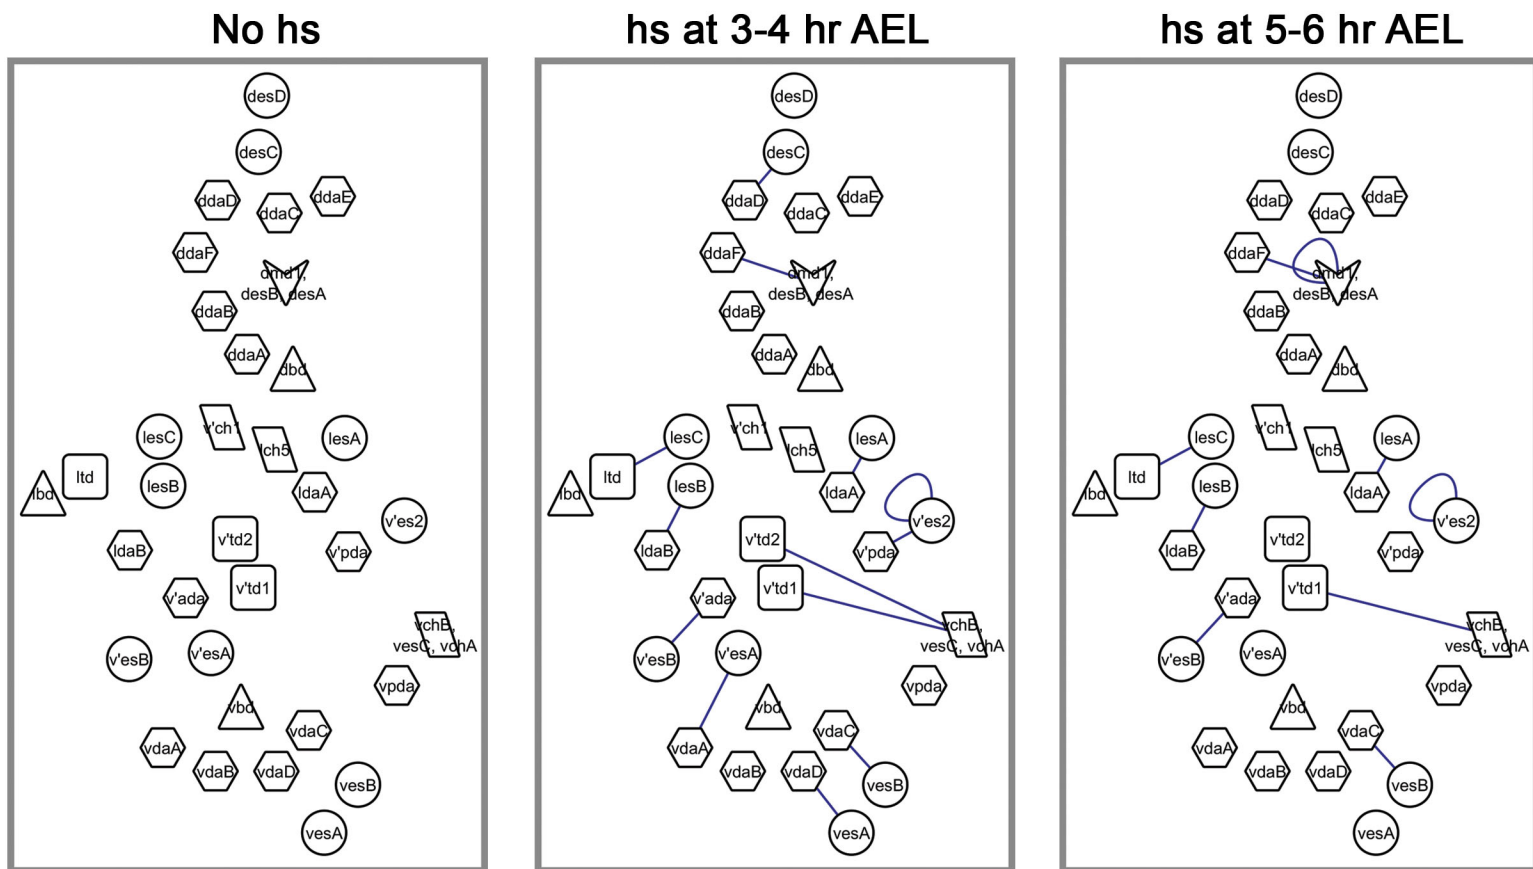 No hs
desD
desC
ddaD
ddaC
ddaE
ddaF
dmd1,
desB, desA
ddaB
ddaA
dbd
lesC
v'ch1
lch5
lesA
lbd
ltd
lesB
ldaA
v'es2
ldaB
v'td2
v'pda
v'ada
v'td1
vchB,
vesC, vchA
v'esB
v'esA
vpda
vbd
vdaA
vdaC
vdaB
vdaD
vesB
vesA
hs at 3-4 hr AEL
desD
desC
ddaD
ddaC
ddaE
ddaF
dmd1,
desB, desA
ddaB
ddaA
dbd
lesC
v'ch1
lch5
lesA
lbd
ltd
lesB
ldaA
v'es2
ldaB
v'td2
v'pda
v'ada
v'td1
vchB,
vesC, vchA
v'esB
v'esA
vpda
vbd
vdaA
vdaC
vdaB
vdaD
vesB
vesA
hs at 5-6 hr AEL
desD
desC
ddaD
ddaC
ddaE
ddaF
dmd1,
desB, desA
ddaB
ddaA
dbd
lesC
v'ch1
lch5
lesA
lbd
ltd
lesB
ldaA
v'es2
ldaB
v'td2
v'pda
v'ada
v'td1
vchB,
vesC, vchA
v'esB
v'esA
vpda
vbd
vdaA
vdaC
vdaB
vdaD
vesB
vesA